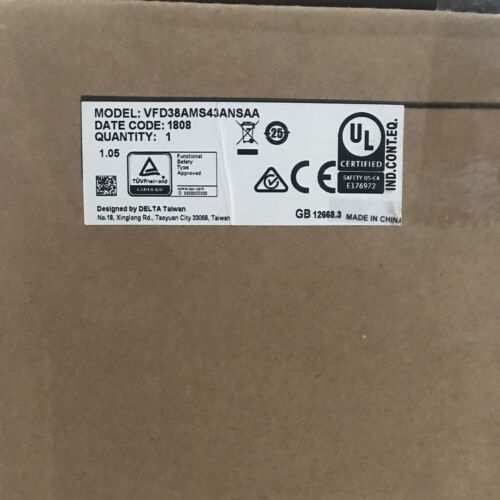 MODEL: VFD38AMS43ANSAA
DATE CODE: 1808
QUANTITY: 1
1.05
TÜVRheinland
CERTIFIED
Functional
Safety
Type
Approved
25
UL
CERTIFIED
SAFETY US-CA
E176972
IND.CONT.EQ.
CE
Designed by DELTA Taiwan
No.18, Xinglong Rd., Taoyuan City 33068, Taiwan
GB 12668.3 MADE IN CHINA